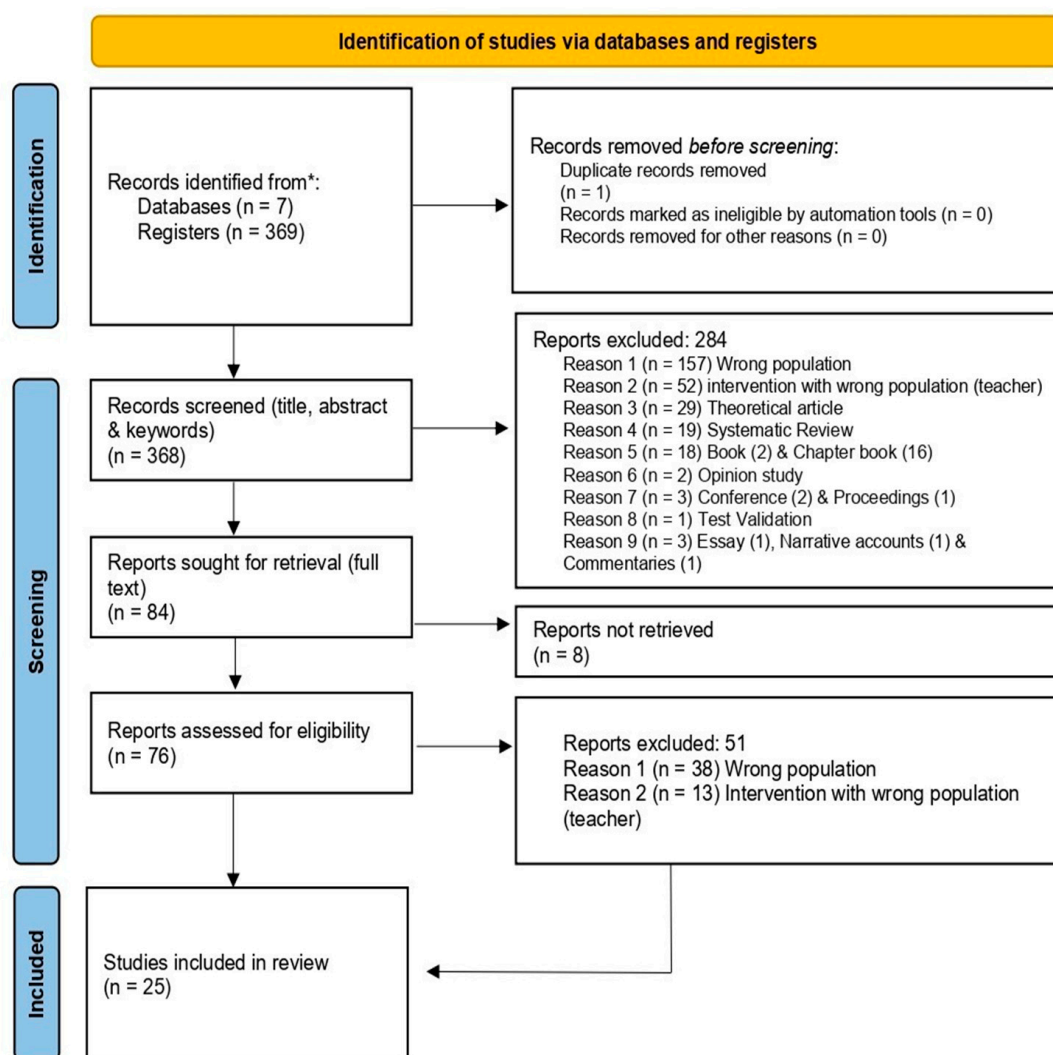 Identification of studies via databases and registers
Identification
Records identified from*:
Databases (n = 7)
Registers (n = 369)
Records removed before screening:
Duplicate records removed
(n = 1)
Records marked as ineligible by automation tools (n = 0)
Records removed for other reasons (n = 0)
Screening
Records screened (title, abstract
& keywords)
(n = 368)
Reports excluded: 284
Reason 1 (n = 157) Wrong population
Reason 2 (n = 52) intervention with wrong population (teacher)
Reason 3 (n = 29) Theoretical article
Reason 4 (n = 19) Systematic Review
Reason 5 (n = 18) Book (2) & Chapter book (16)
Reason 6 (n = 2) Opinion study
Reason 7 (n = 3) Conference (2) & Proceedings (1)
Reason 8 (n = 1) Test Validation
Reason 9 (n = 3) Essay (1), Narrative accounts (1) &
Commentaries (1)
Reports sought for retrieval (full
text)
(n = 84)
Reports not retrieved
(n = 8)
Reports assessed for eligibility
(n = 76)
Reports excluded: 51
Reason 1 (n = 38) Wrong population
Reason 2 (n = 13) Intervention with wrong population
(teacher)
Included
Studies included in review
(n = 25)